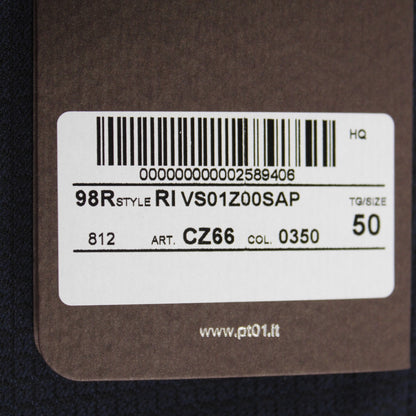 HQ
000000000002589406
98R STYLE RI VS01Z00SAP TG/SIZE
812 ART. CZ66 COL. 0350 50
www.pt01.it